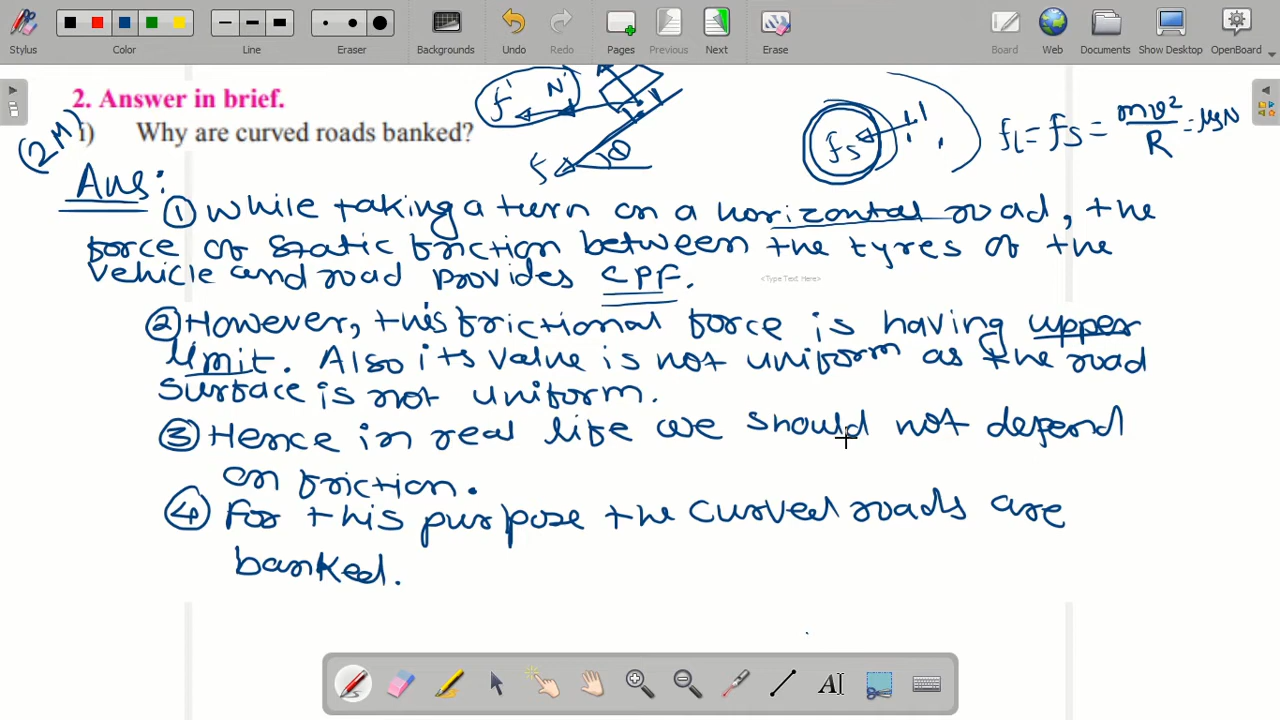 Stylus
Color
Line
Eraser
Backgrounds
Undo
Redo
Pages
Previous
Next
Erase
Board
Web
Documents
Show Desktop
OpenBoard
2. Answer in brief.
(2M)
i) Why are curved roads banked?
f' N'
f θ
fs
fL = fs = mv²/R = μsN
Ans:
① While taking a turn on a horizontal road, the
force of static friction between the tyres of the
vehicle and road provides CPF.
<Type Text Here>
② However, this frictional force is having upper
limit. Also its value is not uniform as the road
surface is not uniform.
③ Hence in real life we should not depend
on friction.
④ For this purpose the curved roads are
banked.